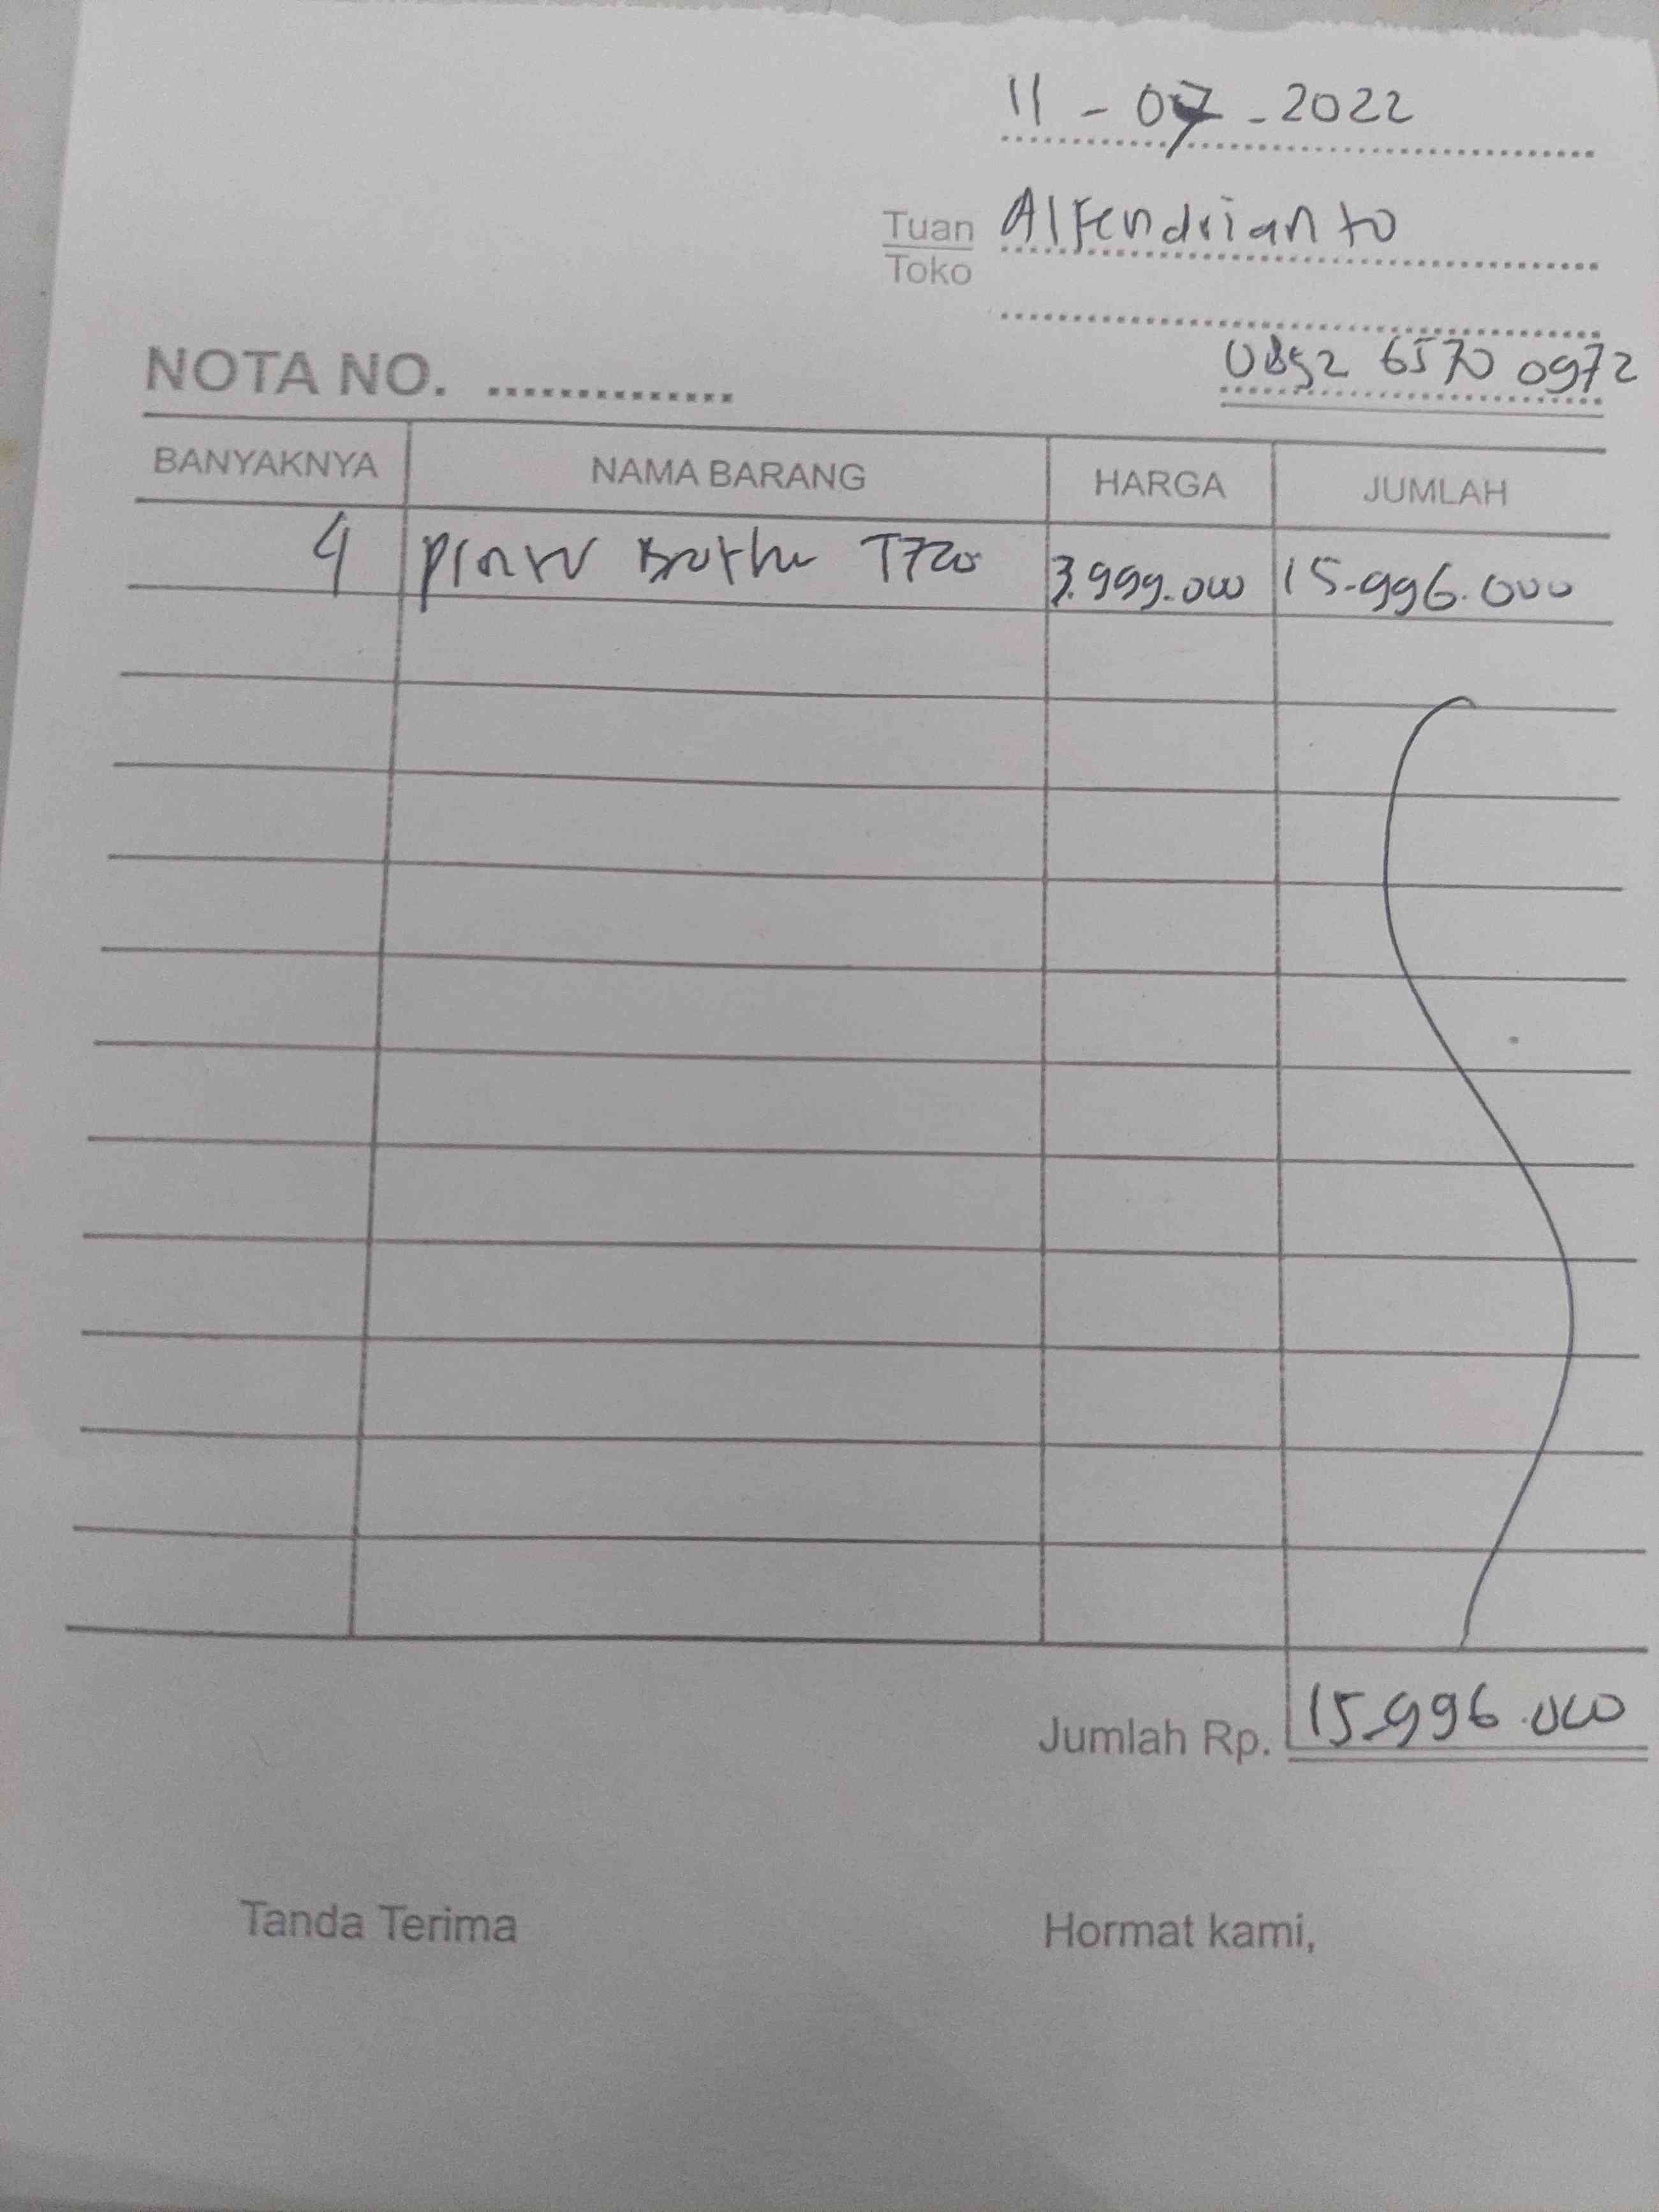 11 - 07 - 2022
Tuan Alfendrianto
Toko
0852 6570 0972
NOTA NO. ..............
BANYAKNYA NAMA BARANG HARGA JUMLAH
4 Brother T720 3.999.000 15.996.000
Jumlah Rp. 15.996.000
Tanda Terima Hormat kami,